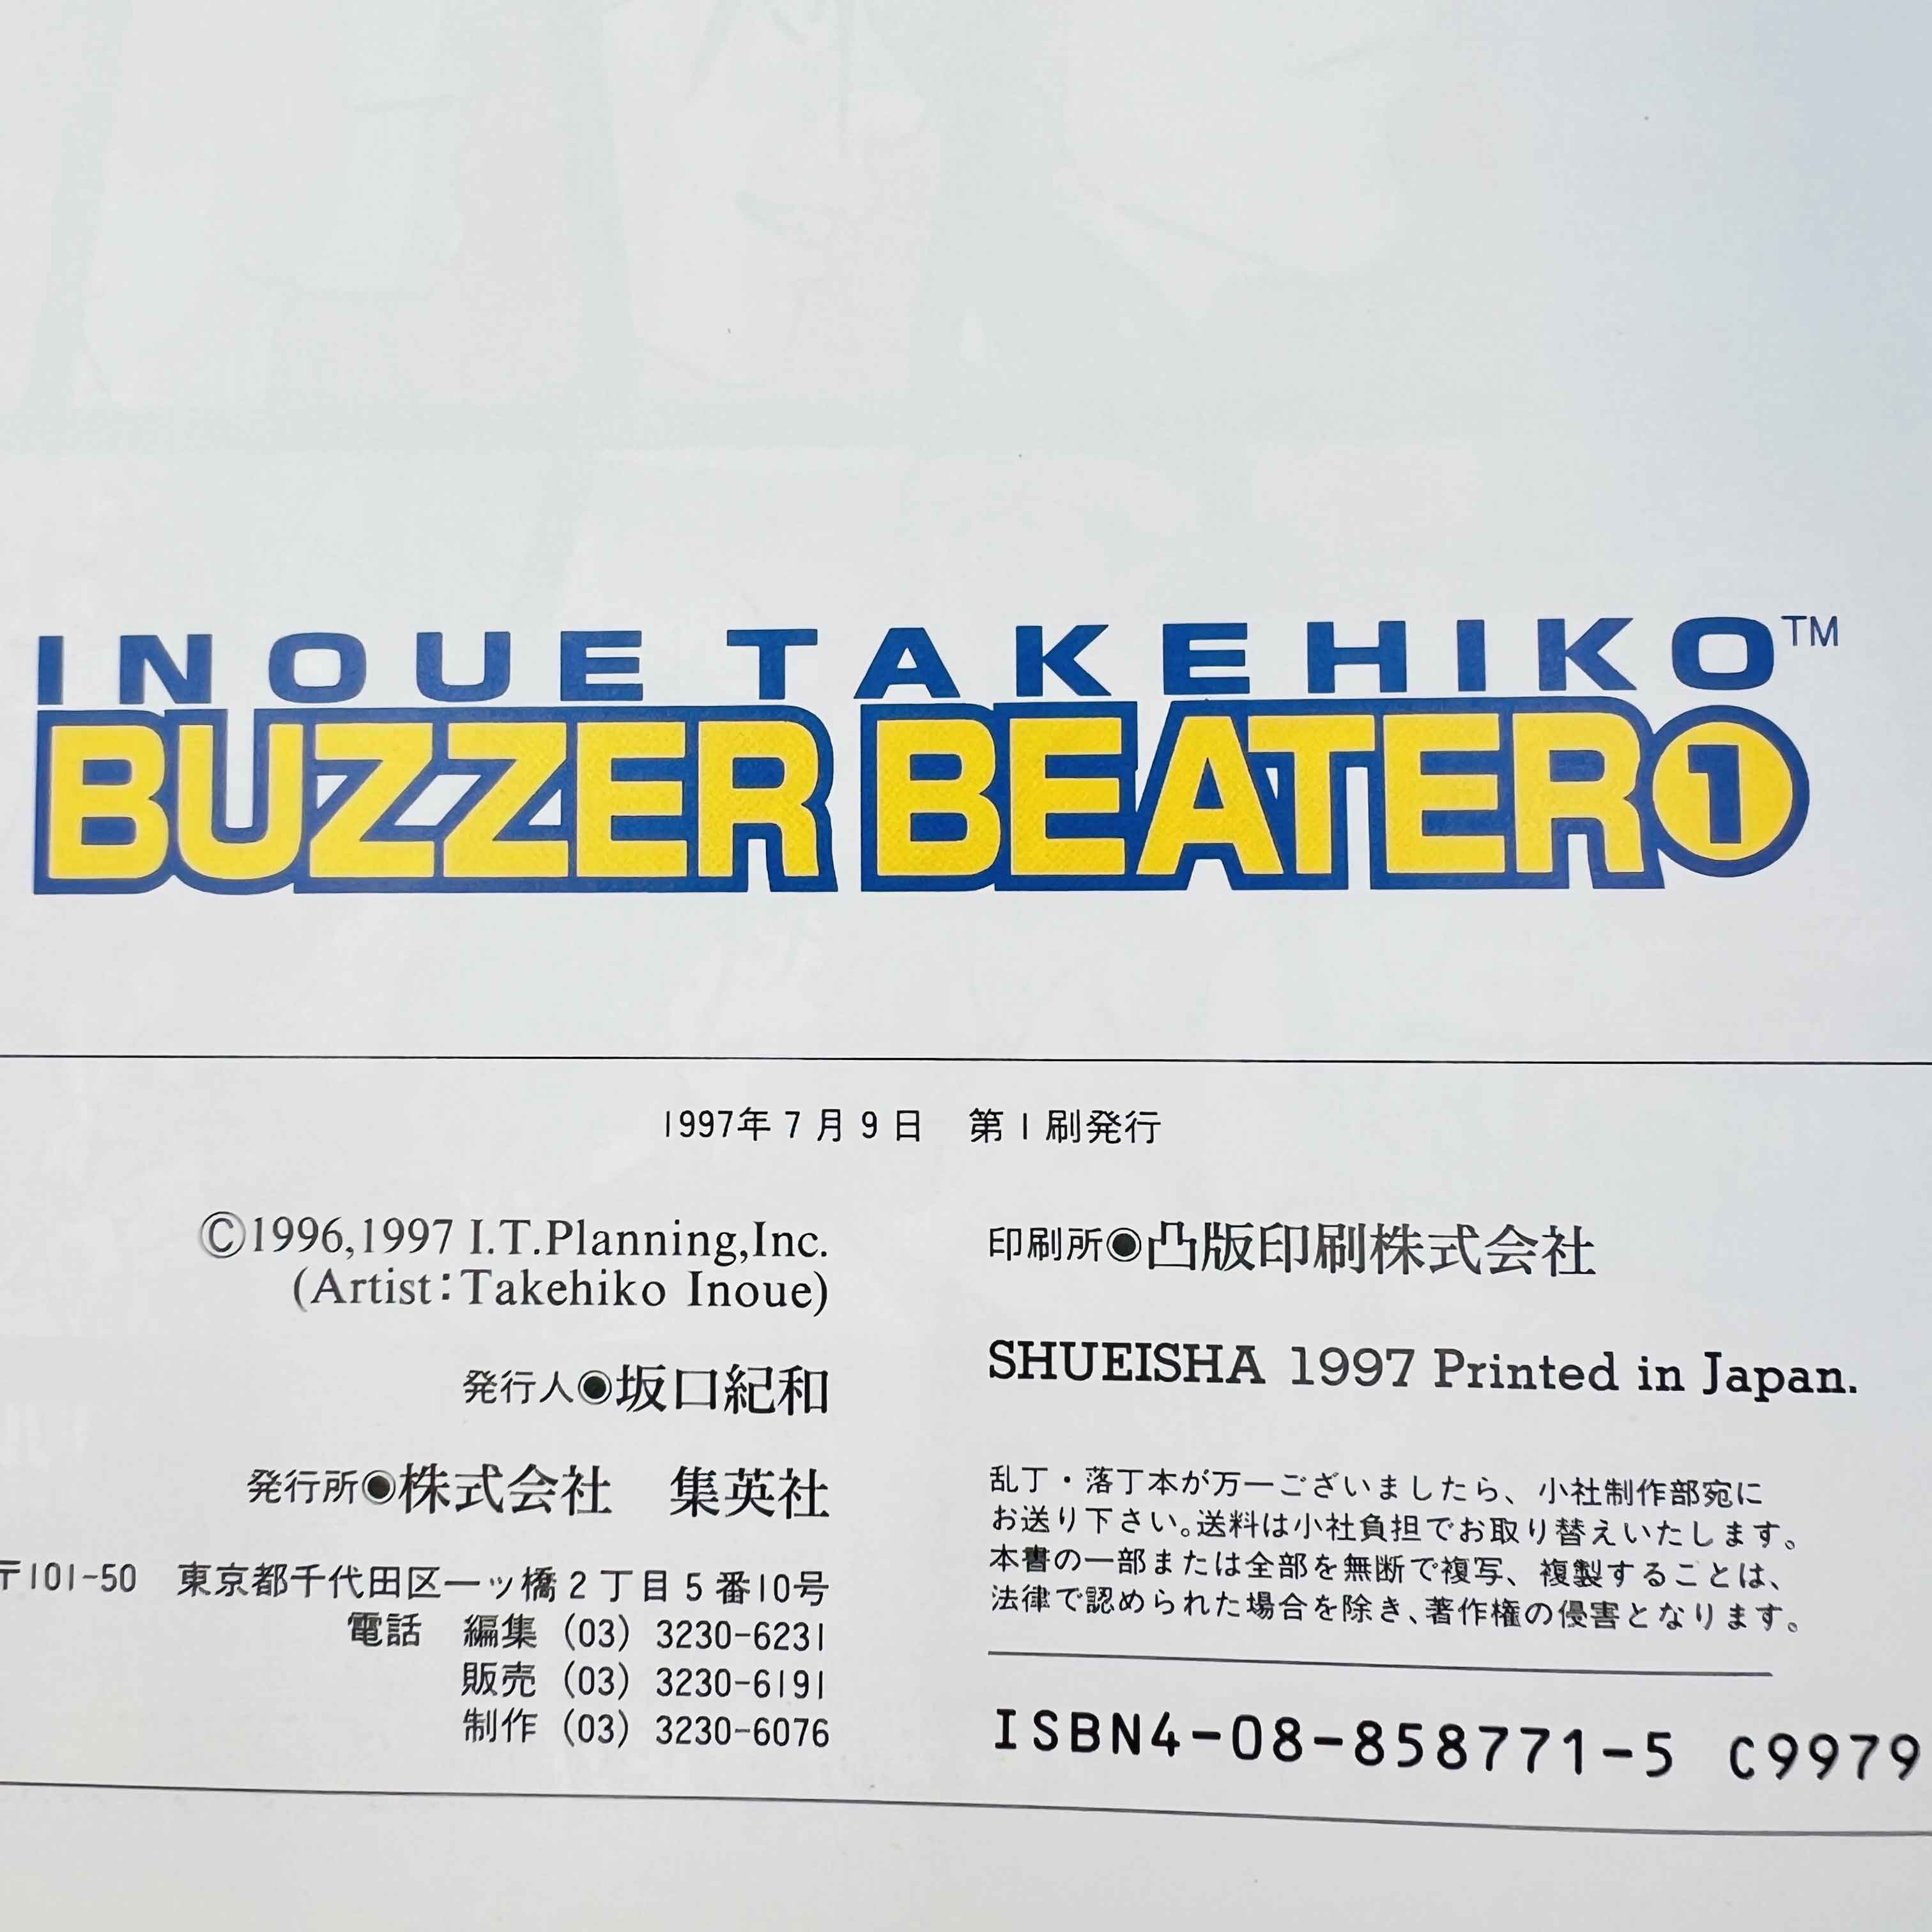 INOUE TAKEHIKO™
BUZZER BEATER①
1997年7月9日　第1刷発行
©1996,1997 I.T.Planning,Inc.
(Artist:Takehiko Inoue)
発行人◉坂口紀和
発行所◉株式会社　集英社
〒101-50　東京都千代田区一ッ橋2丁目5番10号
電話　編集 (03) 3230-6231
販売 (03) 3230-6191
制作 (03) 3230-6076
印刷所◉凸版印刷株式会社
SHUEISHA 1997 Printed in Japan.
乱丁・落丁本が万一ございましたら、小社制作部宛に
お送り下さい。送料は小社負担でお取り替えいたします。
本書の一部または全部を無断で複写、複製することは、
法律で認められた場合を除き、著作権の侵害となります。
ISBN4-08-858771-5 C9979